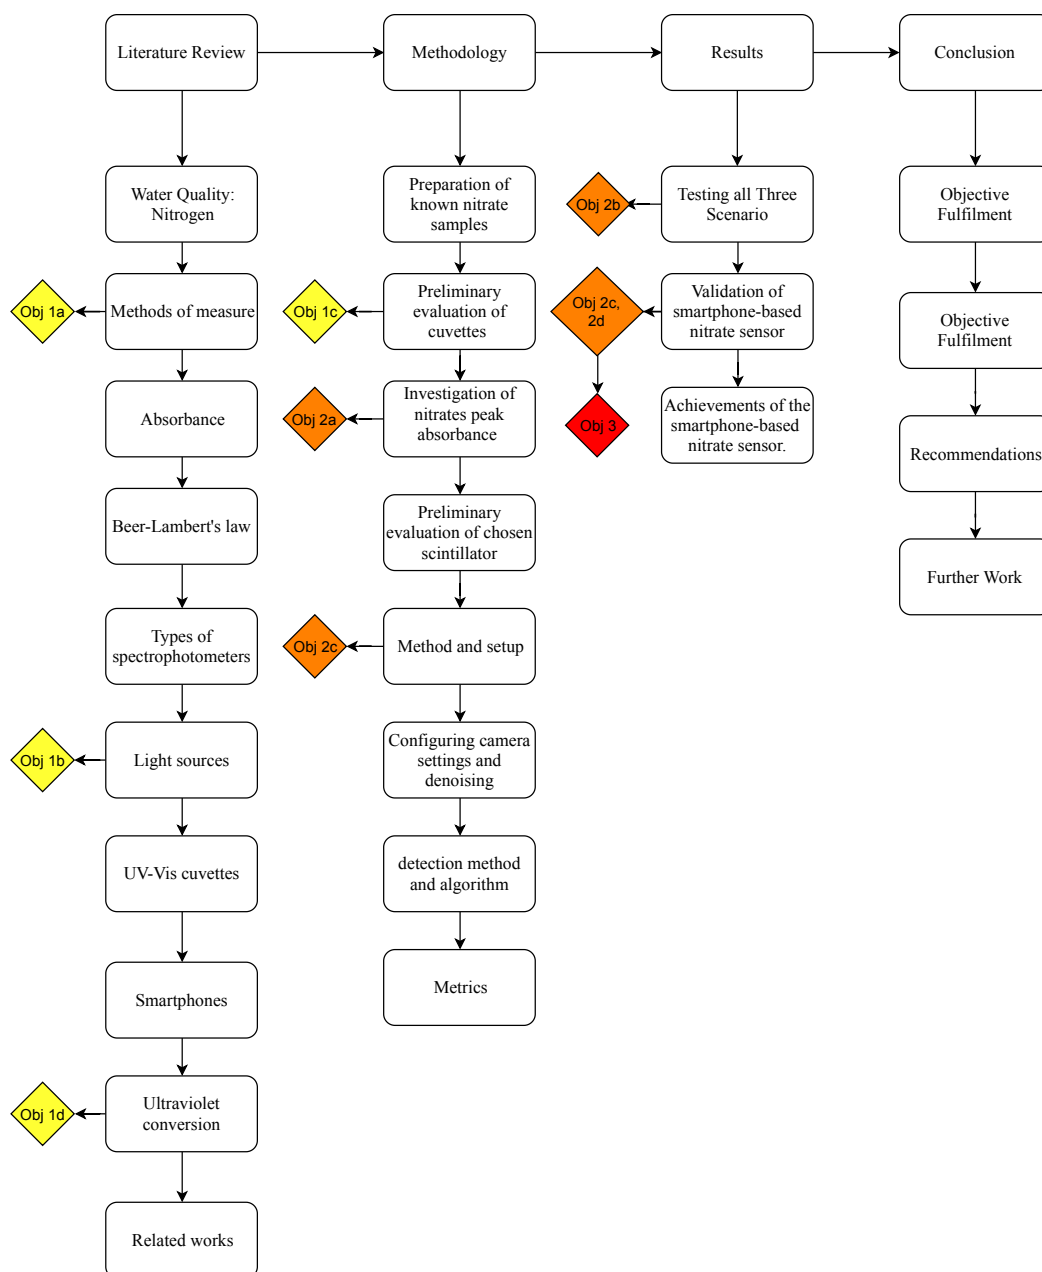 Literature Review
Methodology
Results
Conclusion
Water Quality:
Nitrogen
Obj 1a
Methods of measure
Absorbance
Beer-Lambert's law
Types of
spectrophotometers
Obj 1b
Light sources
UV-Vis cuvettes
Smartphones
Obj 1d
Ultraviolet
conversion
Related works
Preparation of
known nitrate
samples
Obj 1c
Preliminary
evaluation of
cuvettes
Obj 2a
Investigation of
nitrates peak
absorbance
Preliminary
evaluation of chosen
scintillator
Obj 2c
Method and setup
Configuring camera
settings and
denoising
detection method
and algorithm
Metrics
Obj 2b
Testing all Three
Scenario
Obj 2c,
2d
Validation of
smartphone-based
nitrate sensor
Obj 3
Achievements of the
smartphone-based
nitrate sensor.
Objective
Fulfilment
Objective
Fulfilment
Recommendations
Further Work